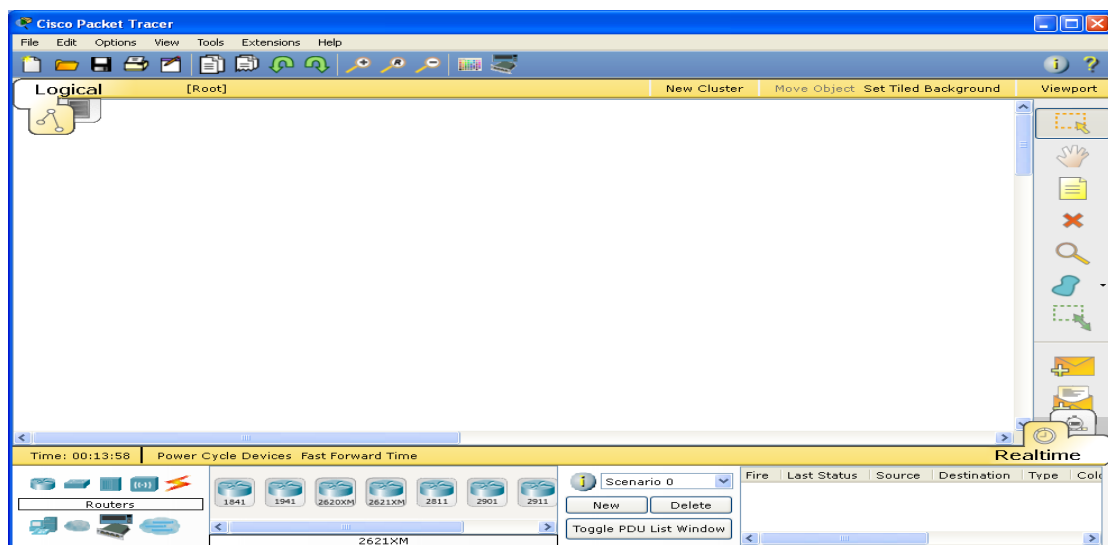 Cisco Packet Tracer
File Edit Options View Tools Extensions Help
Logical [Root] New Cluster Move Object Set Tiled Background Viewport
Time: 00:13:58 Power Cycle Devices Fast Forward Time Realtime
Routers
1841 1941 2620XM 2621XM 2811 2901 2911
2621XM
Scenario 0
New Delete
Toggle PDU List Window
Fire Last Status Source Destination Type